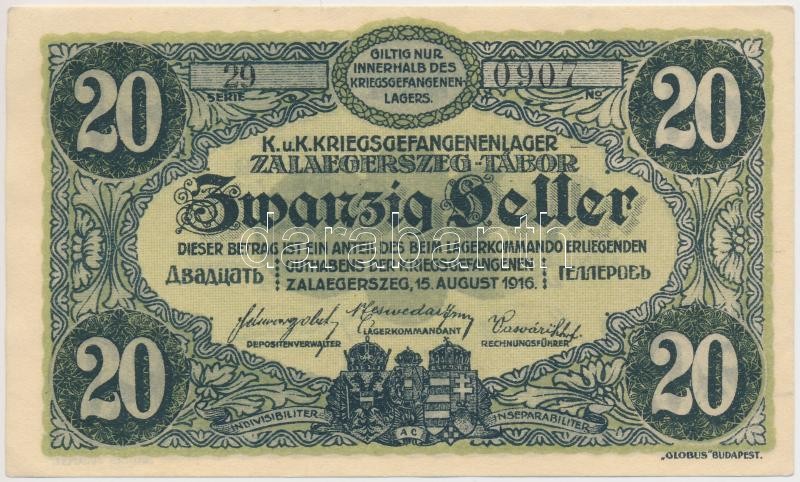 GILTIG NUR
INNERHALB DES
KRIEGSGEFANGENEN-
LAGERS.
20 29 0907 20
SERIE No
K.u.K.KRIEGSGEFANGENENLAGER
ZALAEGERSZEG-TÁBOR
Zwanzig Heller
DIESER BETRAG IST EIN ANTEIL DES BEIM LAGERKOMMANDO ERLIEGENDEN
Двадцать GUTHABENS DER KRIEGSGEFANGENEN Геллеровъ
ZALAEGERSZEG, 15. AUGUST 1916.
darabanth
DEPOSITENVERWALTER LAGERKOMMANDANT RECHNUNGSFÜHRER
20 20
INDIVISIBILITER INSEPARABILITER
AC
„GLOBUS" BUDAPEST.